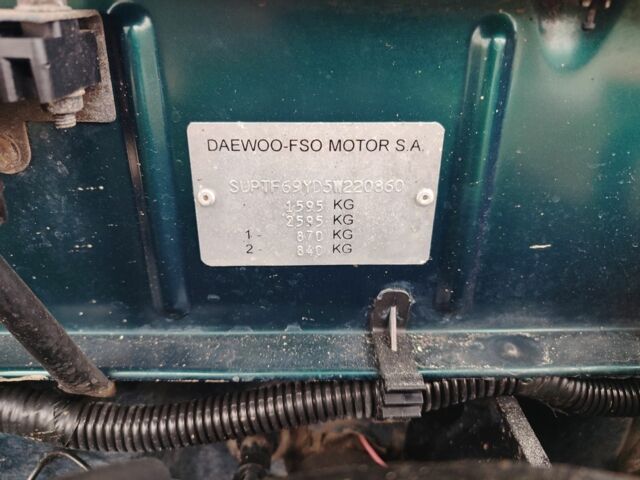 DAEWOO-FSO MOTOR S.A.
SUPTF69YD5W220860
1595 KG
2595 KG
1 - 870 KG
2 - 840 KG